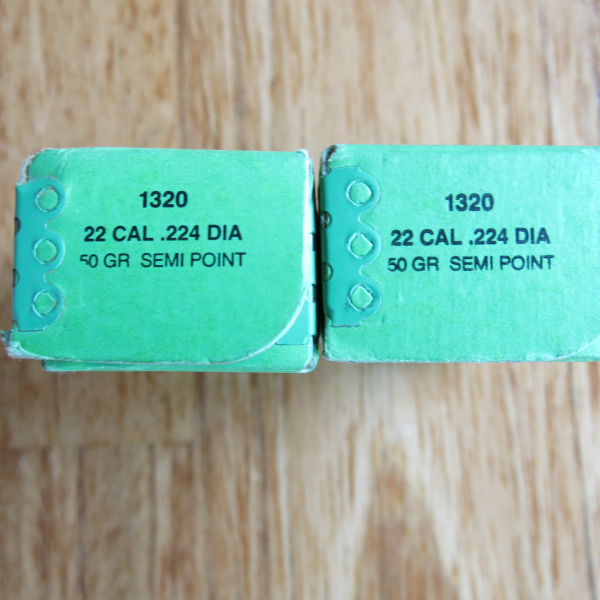 1320
22 CAL .224 DIA
50 GR SEMI POINT
1320
22 CAL .224 DIA
50 GR SEMI POINT